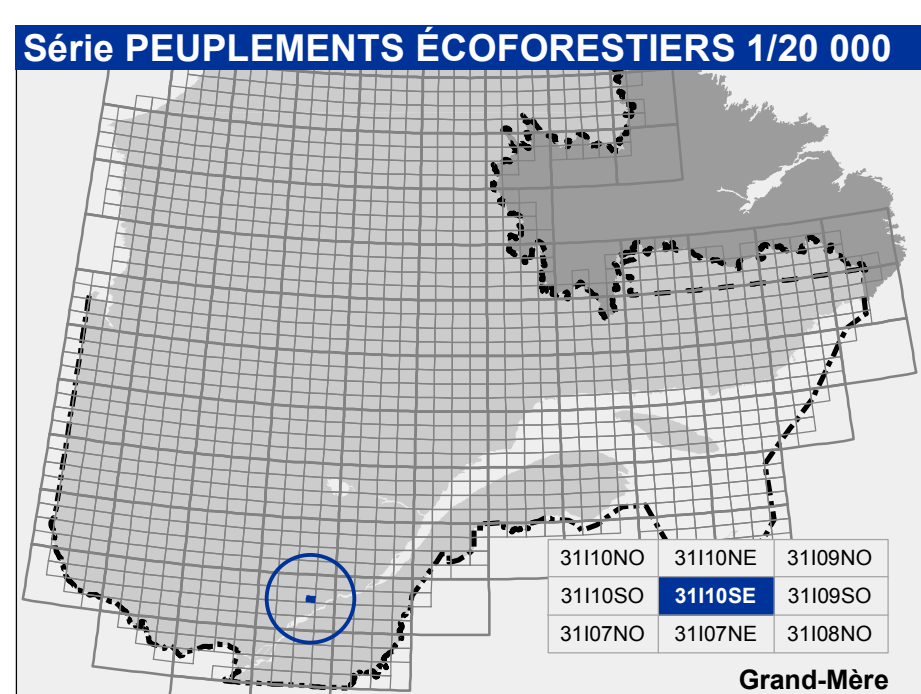 Série PEUPLEMENTS ÉCOFORESTIERS 1/20 000
31I10NO 31I10NE 31I09NO
31I10SO 31I10SE 31I09SO
31I07NO 31I07NE 31I08NO
Grand-Mère